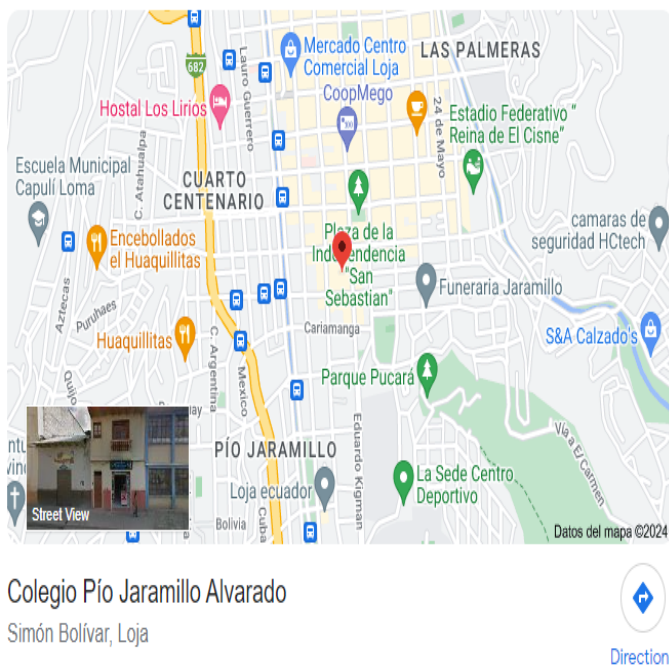 LAS PALMERAS
Mercado Centro
Comercial Loja
682
Lauro Guerrero
CoopMego
Hostal Los Lirios
24 de Mayo
Estadio Federativo "
Reina de El Cisne"
C. Atahualpa
Escuela Municipal
Capulí Loma
CUARTO
CENTENARIO
camaras de
seguridad HCtech
Plaza de la
Independencia
"San
Sebastian"
Encebollados
el Huaquillitas
Funeraria Jaramillo
Aztecas
Puruhaes
Cariamanga
S&A Calzado's
Huaquillitas
C. Argentina
Mexico
Parque Pucará
Quijo
Eduardo Kigman
Vía a El Carmen
PÍO JARAMILLO
La Sede Centro
Deportivo
Loja ecuador
Bolivia
Cuba
Street View
Datos del mapa ©2024
Colegio Pío Jaramillo Alvarado
Simón Bolívar, Loja
Direction